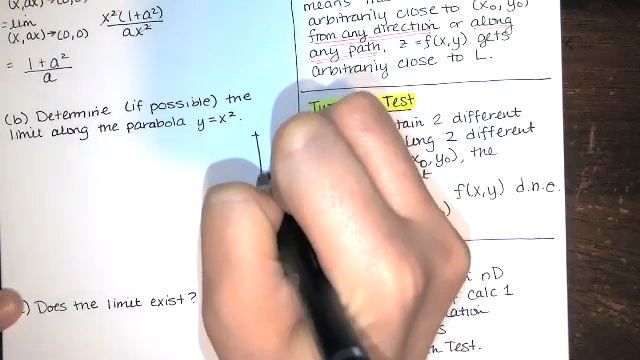 (x,ax)→(0,0)
= lim x²(1+a²)
(x,ax)→(0,0) ax²
= 1+a²
a
(b) Determine (if possible) the
limit along the parabola y=x².
) Does the limit exist?
means
arbitrarily close to (x₀, y₀)
from any direction or along
any path, z = f(x,y) gets
arbitrarily close to L.
Test
tain 2 different
ong 2 different
x₀, y₀), the
f(x,y) d.n.e.
nD
calc 1
Test.